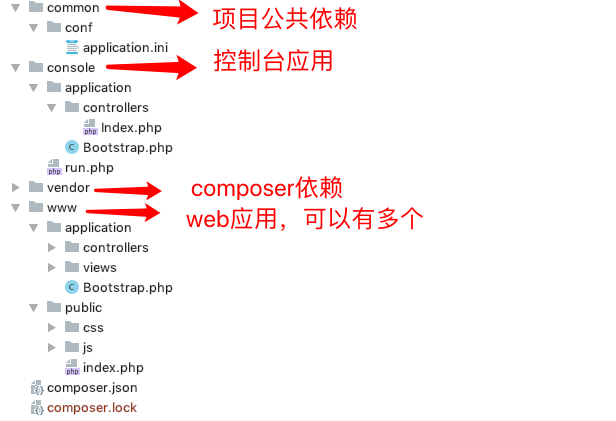 common
项目公共依赖
conf
application.ini
console
控制台应用
application
controllers
Index.php
Bootstrap.php
run.php
vendor
composer依赖
www
web应用，可以有多个
application
controllers
views
Bootstrap.php
public
css
js
index.php
composer.json
composer.lock